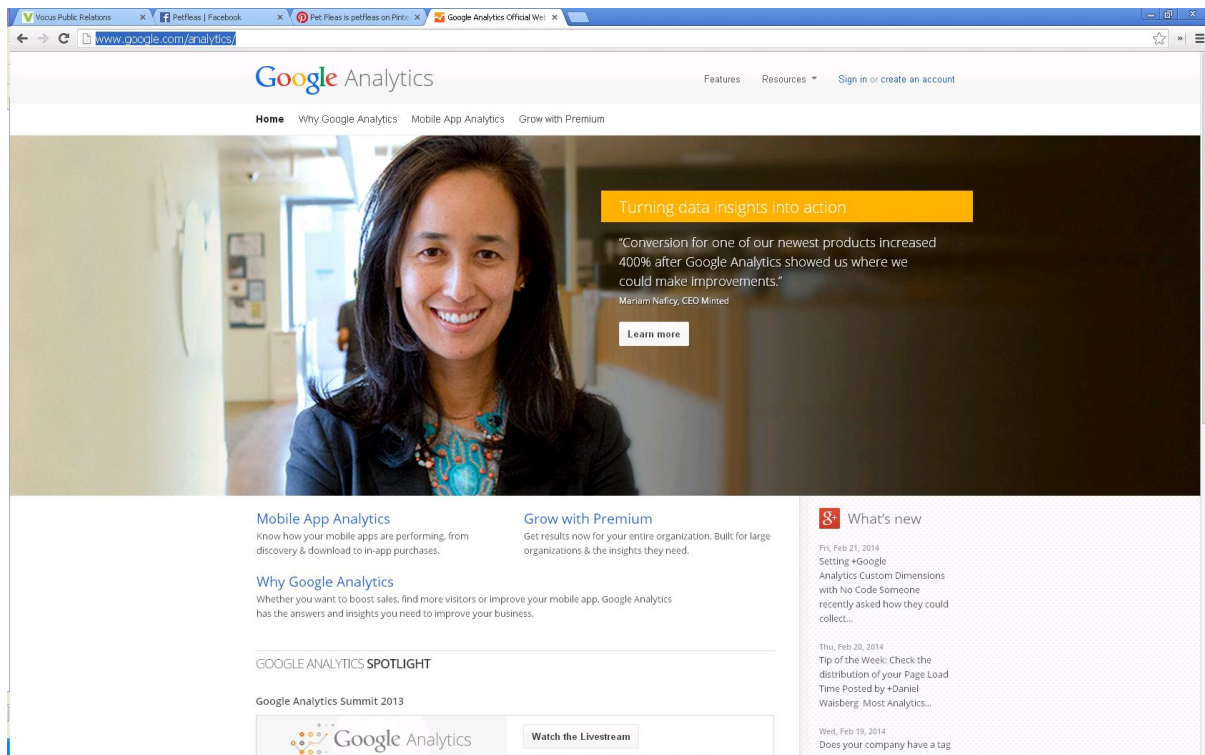 Vocus Public Relations
Petfleas | Facebook
Pet Fleas is petfleas on Pinte
Google Analytics Official Wel
www.google.com/analytics/
Google Analytics
Features Resources Sign in or create an account
Home Why Google Analytics Mobile App Analytics Grow with Premium
Turning data insights into action
"Conversion for one of our newest products increased
400% after Google Analytics showed us where we
could make improvements."
Mariam Naficy, CEO Minted
Learn more
Mobile App Analytics
Know how your mobile apps are performing, from
discovery & download to in-app purchases.
Grow with Premium
Get results now for your entire organization. Built for large
organizations & the insights they need.
Why Google Analytics
Whether you want to boost sales, find more visitors or improve your mobile app, Google Analytics
has the answers and insights you need to improve your business.
GOOGLE ANALYTICS SPOTLIGHT
Google Analytics Summit 2013
Google Analytics
Watch the Livestream
g+ What's new
Fri, Feb 21, 2014
Setting +Google
Analytics Custom Dimensions
with No Code Someone
recently asked how they could
collect...
Thu, Feb 20, 2014
Tip of the Week: Check the
distribution of your Page Load
Time Posted by +Daniel
Waisberg Most Analytics...
Wed, Feb 19, 2014
Does your company have a tag